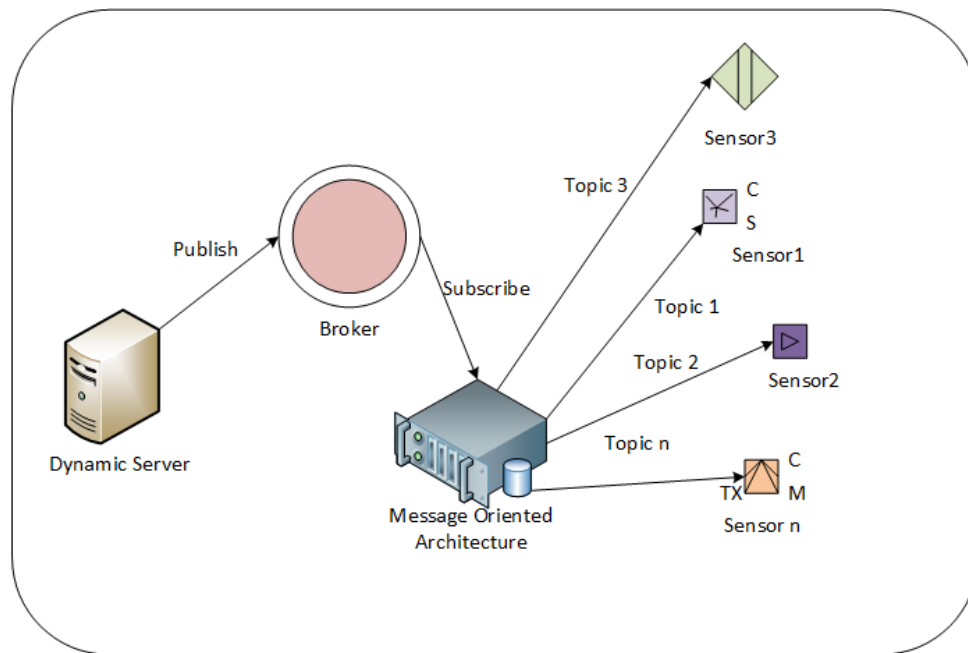 Sensor3
Topic 3
C
S
Sensor1
Publish
Subscribe
Broker
Topic 1
Topic 2
Sensor2
Dynamic Server
Topic n
C
TX
M
Sensor n
Message Oriented
Architecture